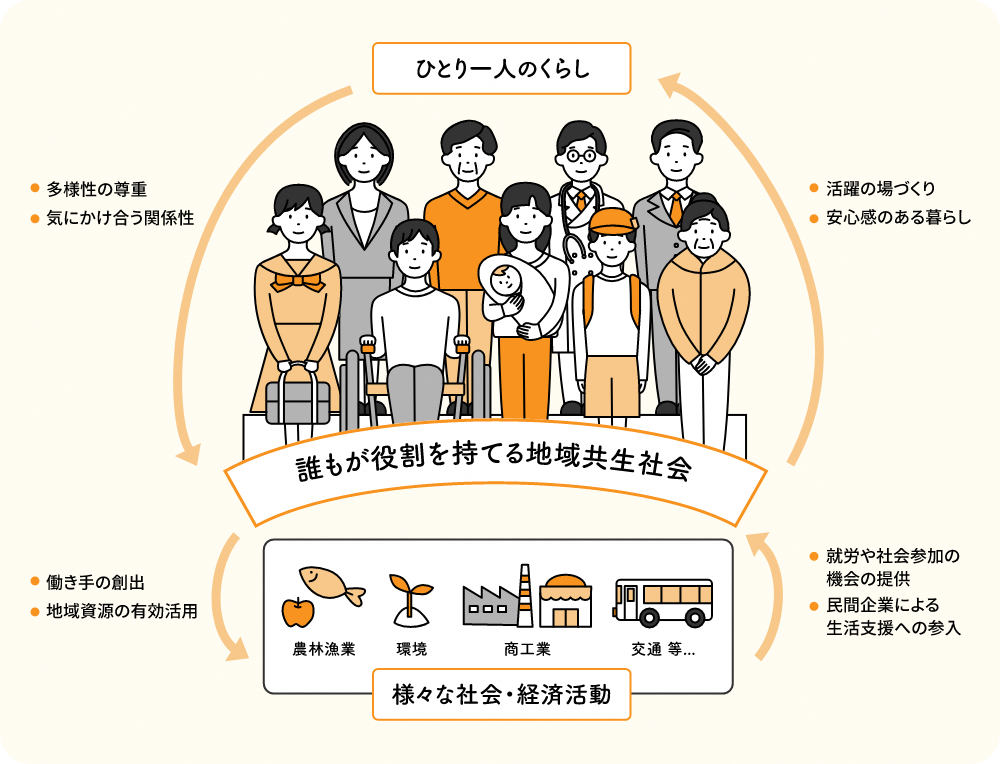 ひとり一人のくらし
● 多様性の尊重
● 気にかけ合う関係性
● 活躍の場づくり
● 安心感のある暮らし
誰もが役割を持てる地域共生社会
● 働き手の創出
● 地域資源の有効活用
● 就労や社会参加の
機会の提供
● 民間企業による
生活支援への参入
農林漁業
環境
商工業
交通 等...
様々な社会・経済活動